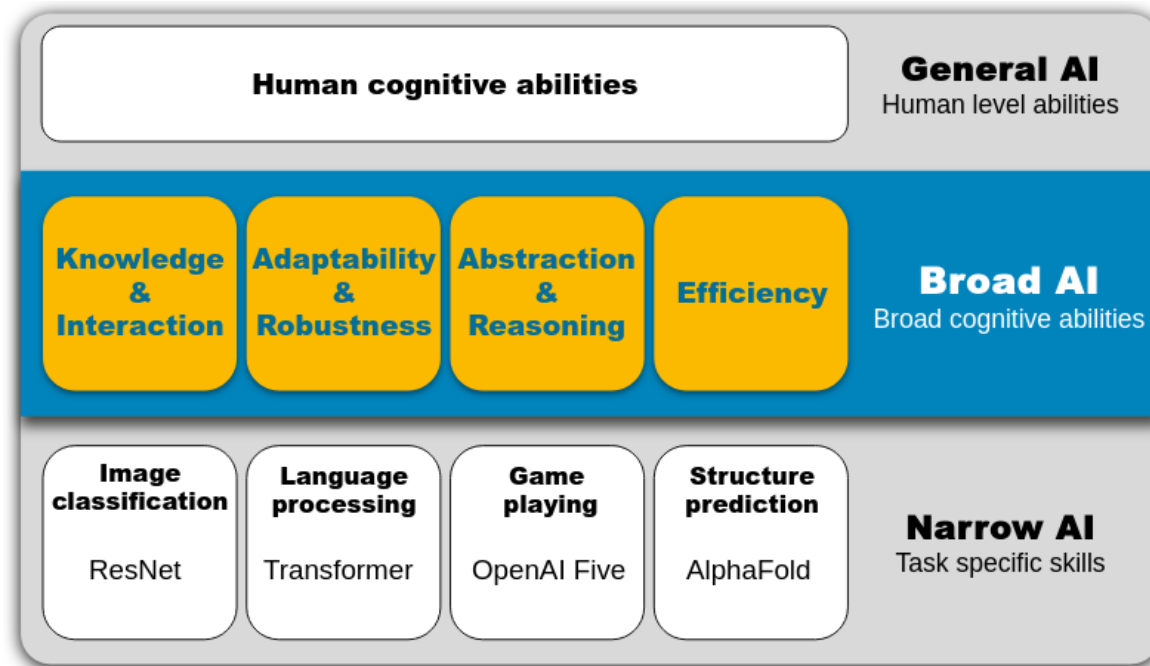 Human cognitive abilities
General AI
Human level abilities
Knowledge
&
Interaction
Adaptability
&
Robustness
Abstraction
&
Reasoning
Efficiency
Broad AI
Broad cognitive abilities
Image
classification
ResNet
Language
processing
Transformer
Game
playing
OpenAI Five
Structure
prediction
AlphaFold
Narrow AI
Task specific skills